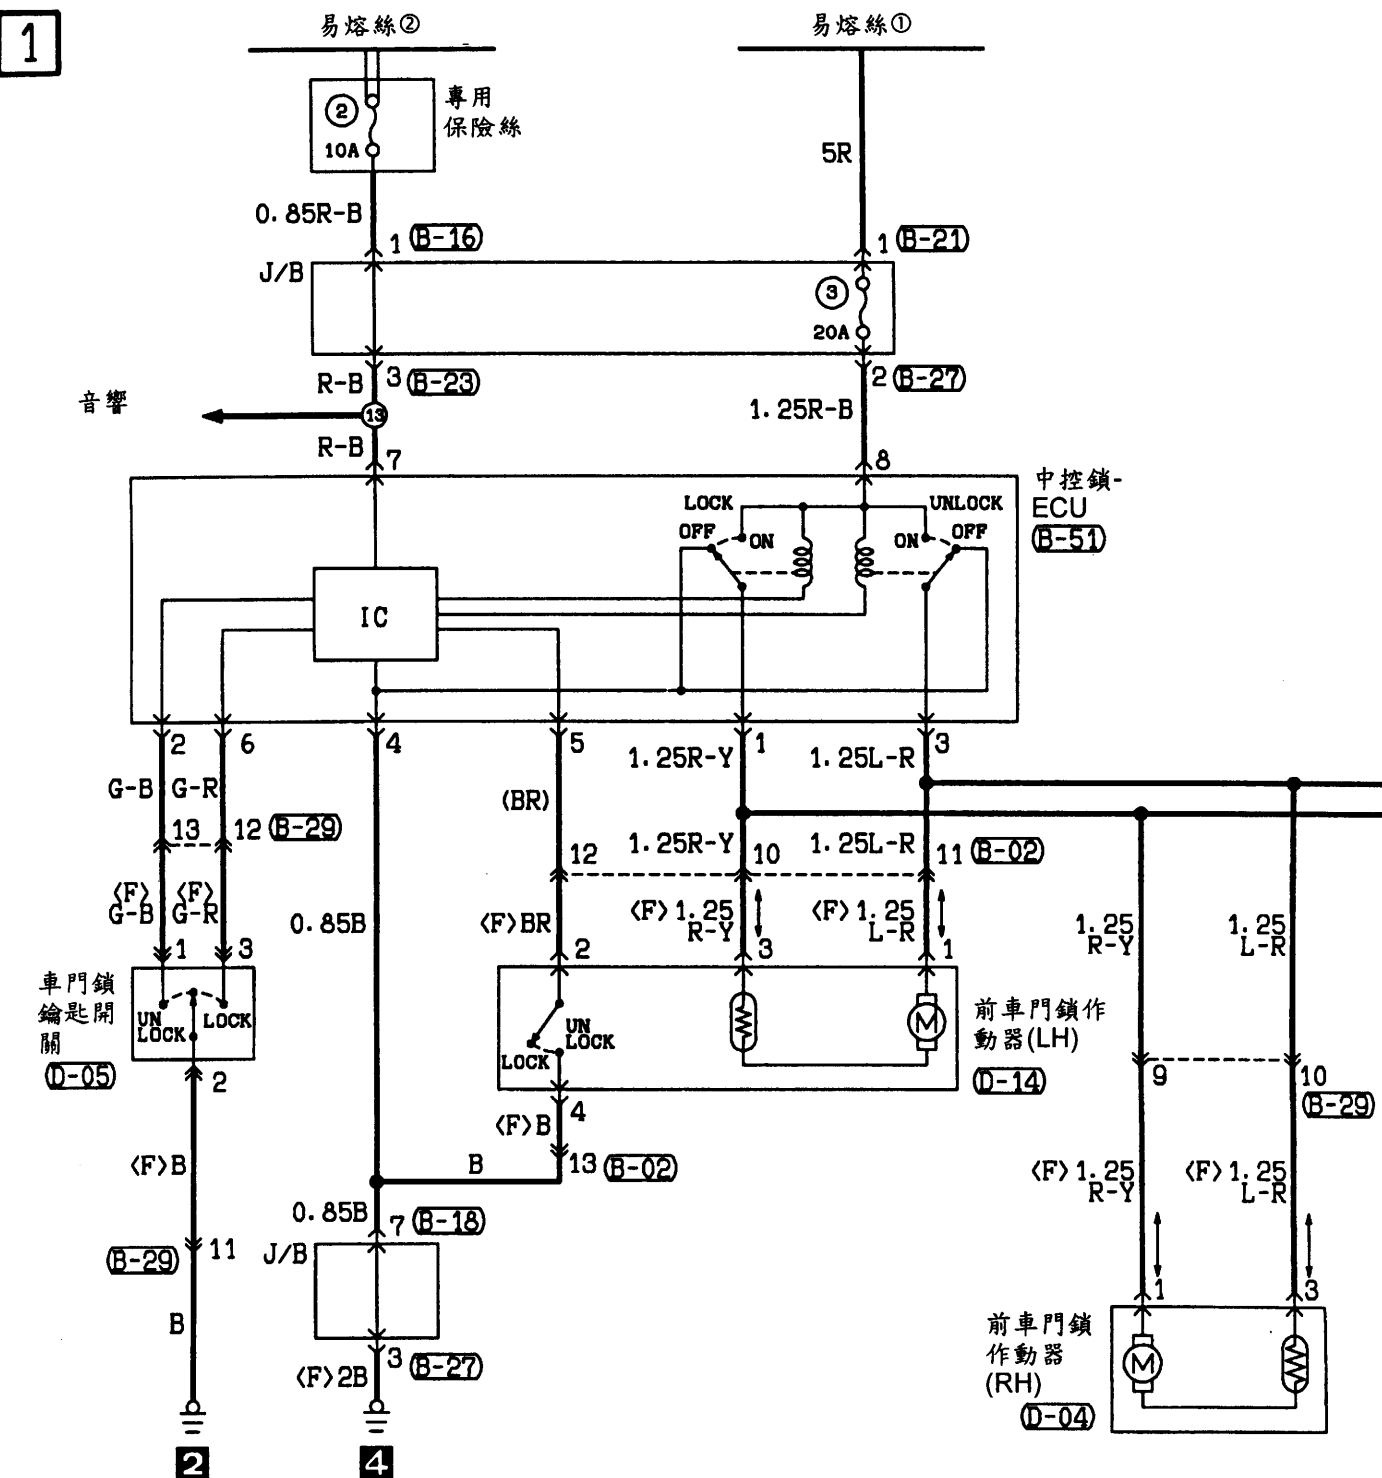 1
易熔絲②
易熔絲①
②
10A
專用
保險絲
5R
0.85R-B
1 (B-16)
1 (B-21)
J/B
③
20A
R-B 3 (B-23)
2 (B-27)
音響
13
1.25R-B
R-B 7
8
中控鎖-
ECU
(B-51)
LOCK
UNLOCK
OFF
ON
ON
OFF
IC
2
6
4
5
1
3
1.25R-Y
1.25L-R
G-B
G-R
(BR)
13
12 (B-29)
12
1.25R-Y
10
1.25L-R
11 (B-02)
<F>
G-B
<F>
G-R
0.85B
<F>BR
<F>1.25
R-Y
<F>1.25
L-R
1.25
R-Y
1.25
L-R
1
3
2
3
1
車門鎖
鑰匙開
關
(D-05)
UN
LOCK
LOCK
UN
LOCK
LOCK
M
前車門鎖作
動器(LH)
(D-14)
2
9
10
(B-29)
4
<F>B
<F>B
B
13 (B-02)
<F>1.25
R-Y
<F>1.25
L-R
0.85B
7 (B-18)
(B-29) 11
J/B
B
1
3
前車門鎖
作動器
(RH)
(D-04)
M
3 (B-27)
<F>2B
2
4